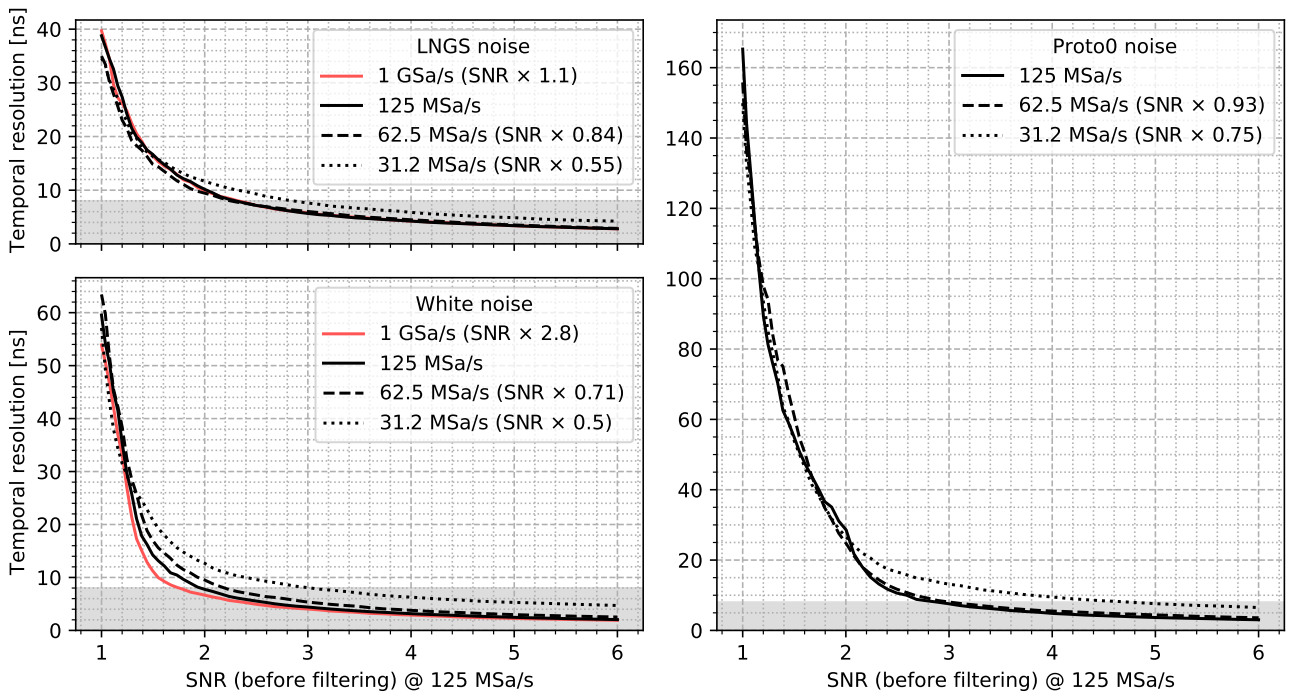 LNGS noise
1 GSa/s (SNR × 1.1)
125 MSa/s
62.5 MSa/s (SNR × 0.84)
31.2 MSa/s (SNR × 0.55)
Temporal resolution [ns]
40
30
20
10
0
White noise
1 GSa/s (SNR × 2.8)
125 MSa/s
62.5 MSa/s (SNR × 0.71)
31.2 MSa/s (SNR × 0.5)
Temporal resolution [ns]
60
50
40
30
20
10
0
1 2 3 4 5 6
SNR (before filtering) @ 125 MSa/s
Proto0 noise
125 MSa/s
62.5 MSa/s (SNR × 0.93)
31.2 MSa/s (SNR × 0.75)
160
140
120
100
80
60
40
20
0
1 2 3 4 5 6
SNR (before filtering) @ 125 MSa/s